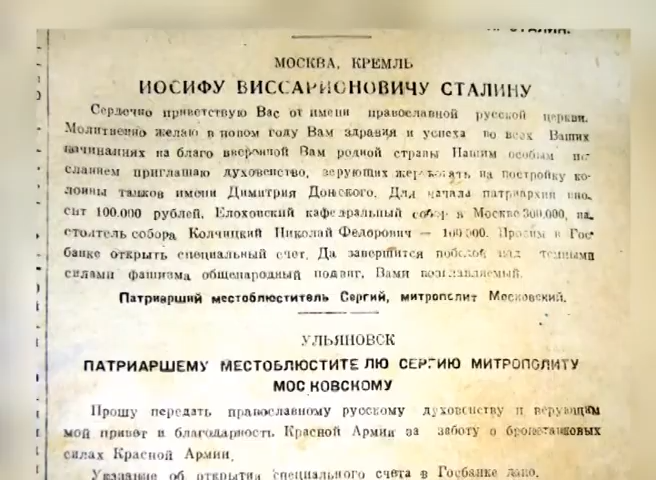 СТАЛИН.
МОСКВА, КРЕМЛЬ
ИОСИФУ ВИССАРИОНОВИЧУ СТАЛИНУ
Сердечно приветствую Вас от имени православной русской церкви.
Молитвенно желаю в новом году Вам здравия и успеха во всех Ваших
начинаниях на благо вверенной Вам родной страны Нашим особым по-
сланием приглашаю духовенство, верующих жертвовать на постройку ко-
лонны танков имени Димитрия Донского. Для начала патриархия вно-
сит 100.000 рублей, Елоховский кафедральный собор в Москве 300.000, на-
стоятель собора Колчицкий Николай Федорович — 100 000. Просим в Гос-
банке открыть специальный счет. Да завершится победой над темными
силами фашизма общенародный подвиг, Вами возглавляемый.
Патриарший местоблюститель Сергий, митрополит Московский.
УЛЬЯНОВСК
ПАТРИАРШЕМУ МЕСТОБЛЮСТИТЕЛЮ СЕРГИЮ МИТРОПОЛИТУ
МОСКОВСКОМУ
Прошу передать православному русскому духовенству и верующим
мой привет и благодарность Красной Армии за заботу о бронетанковых
силах Красной Армии.
Указание об открытии специального счета в Госбанке дано.